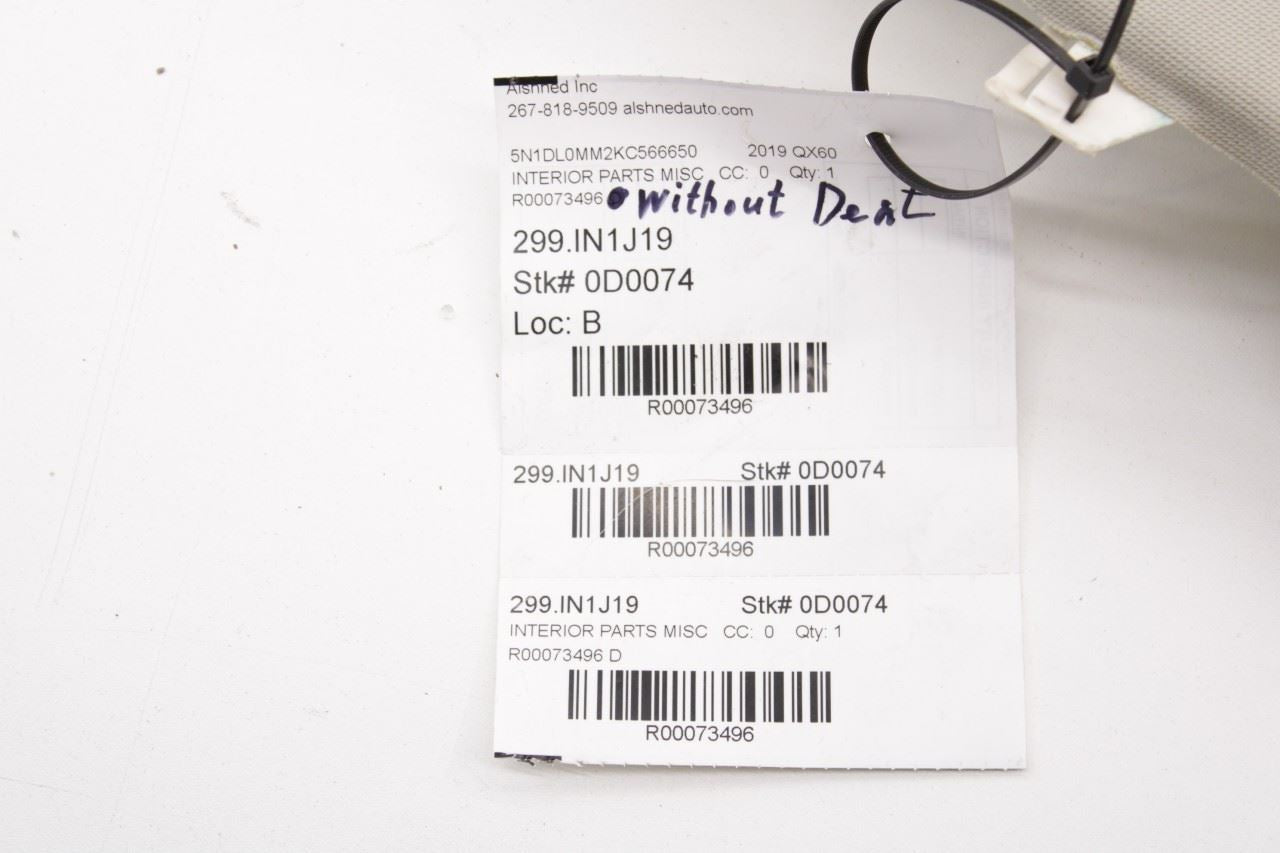 Alshned Inc
267-818-9509 alshnedauto.com
5N1DL0MM2KC566650 2019 QX60
INTERIOR PARTS MISC CC: 0 Qty: 1
R00073496 without Dent
299.IN1J19
Stk# 0D0074
Loc: B
R00073496
299.IN1J19 Stk# 0D0074
R00073496
299.IN1J19 Stk# 0D0074
INTERIOR PARTS MISC CC: 0 Qty: 1
R00073496 D
R00073496